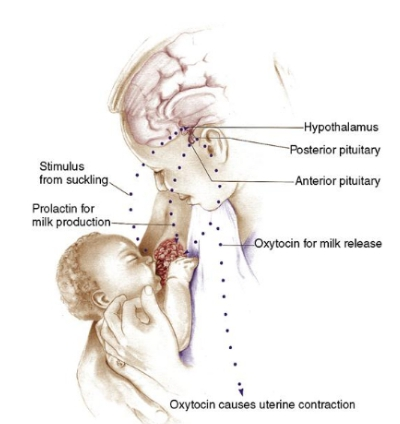 Hypothalamus
Posterior pituitary
Stimulus
from suckling
Anterior pituitary
Prolactin for
milk production
Oxytocin for milk release
Oxytocin causes uterine contraction